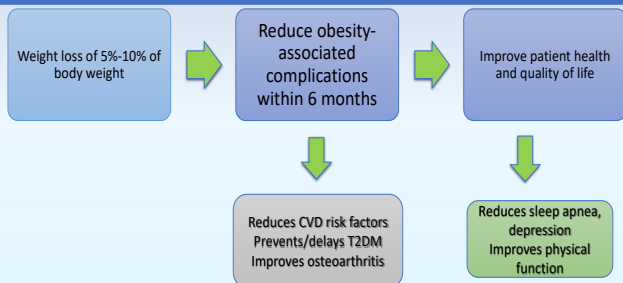 Weight loss of 5%-10% of
body weight
Reduce obesity-
associated
complications
within 6 months
Improve patient health
and quality of life
Reduces CVD risk factors
Prevents/delays T2DM
Improves osteoarthritis
Reduces sleep apnea,
depression
Improves physical
function